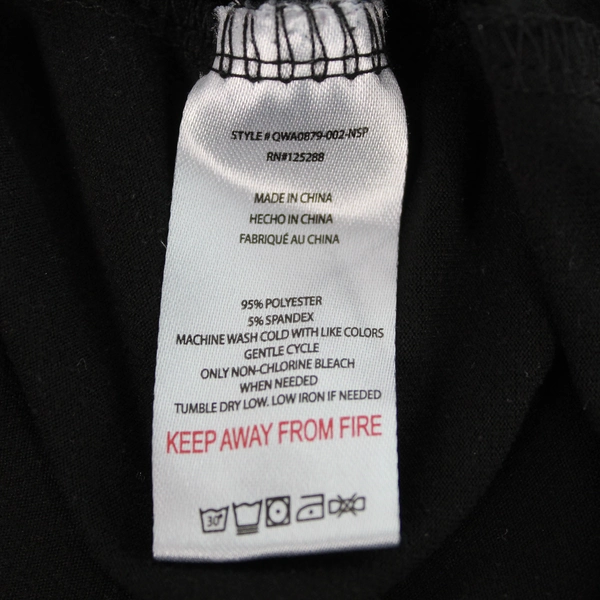 STYLE # QWA0879-002-NSP
RN#125288
MADE IN CHINA
HECHO IN CHINA
FABRIQUÉ AU CHINA
95% POLYESTER
5% SPANDEX
MACHINE WASH COLD WITH LIKE COLORS
GENTLE CYCLE
ONLY NON-CHLORINE BLEACH
WHEN NEEDED
TUMBLE DRY LOW. LOW IRON IF NEEDED
KEEP AWAY FROM FIRE
30°